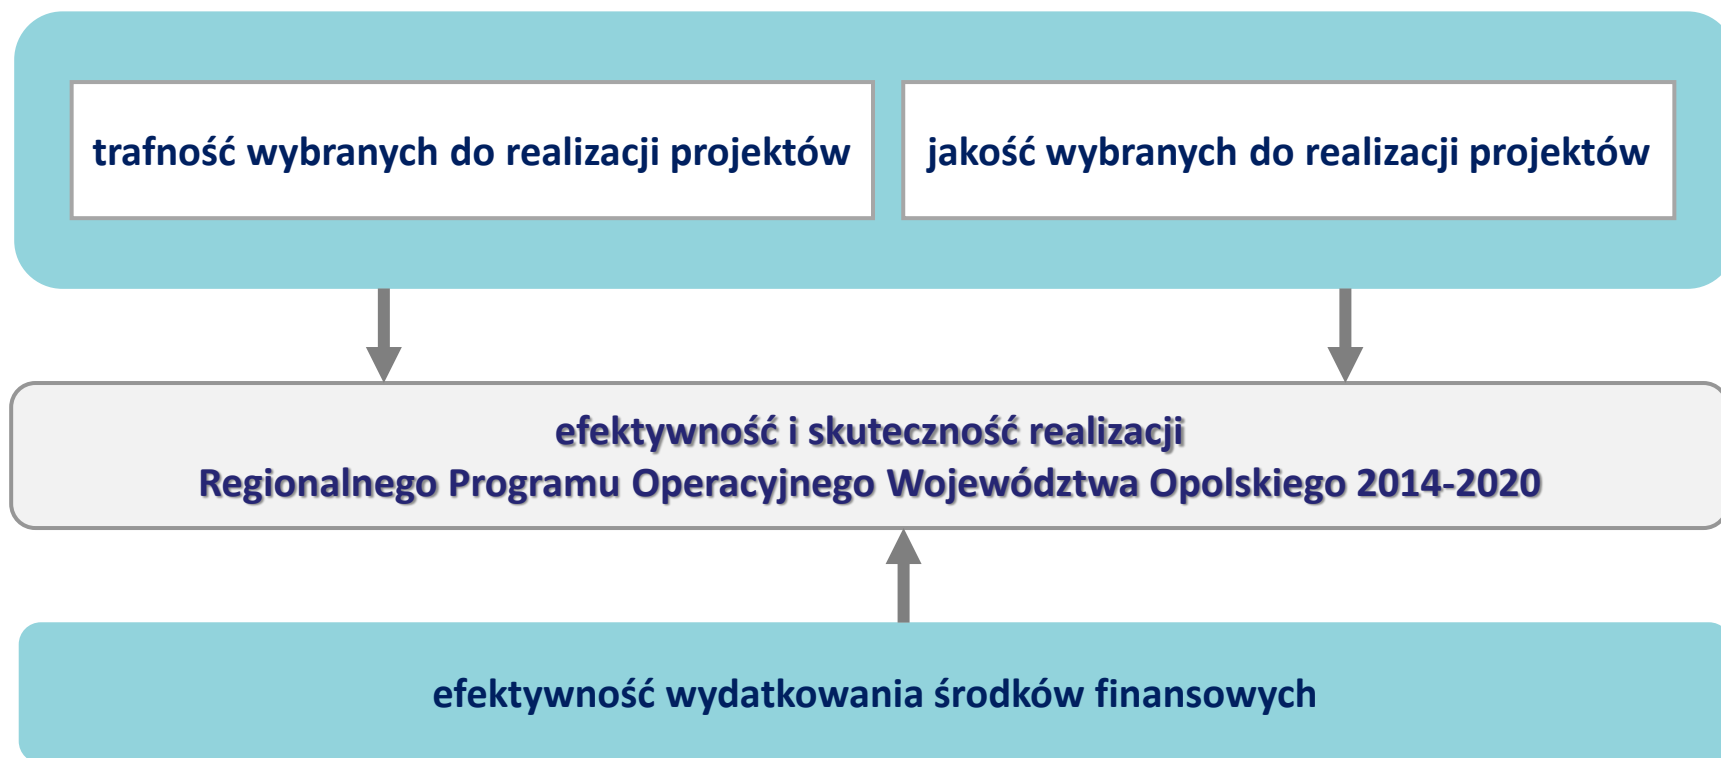 trafność wybranych do realizacji projektów
jakość wybranych do realizacji projektów
efektywność i skuteczność realizacji
Regionalnego Programu Operacyjnego Województwa Opolskiego 2014-2020
efektywność wydatkowania środków finansowych